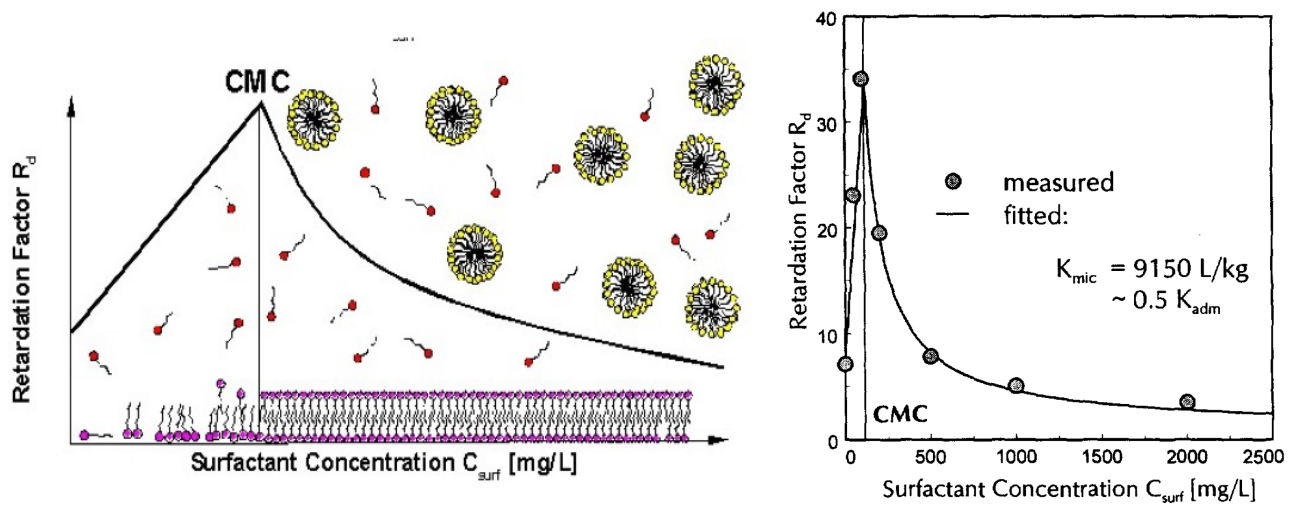 CMC
Retardation Factor R_d
Surfactant Concentration C_surf [mg/L]
40
30
20
10
0
Retardation Factor R_d
measured
fitted:
K_mic = 9150 L/kg
~ 0.5 K_adm
CMC
0 500 1000 1500 2000 2500
Surfactant Concentration C_surf [mg/L]